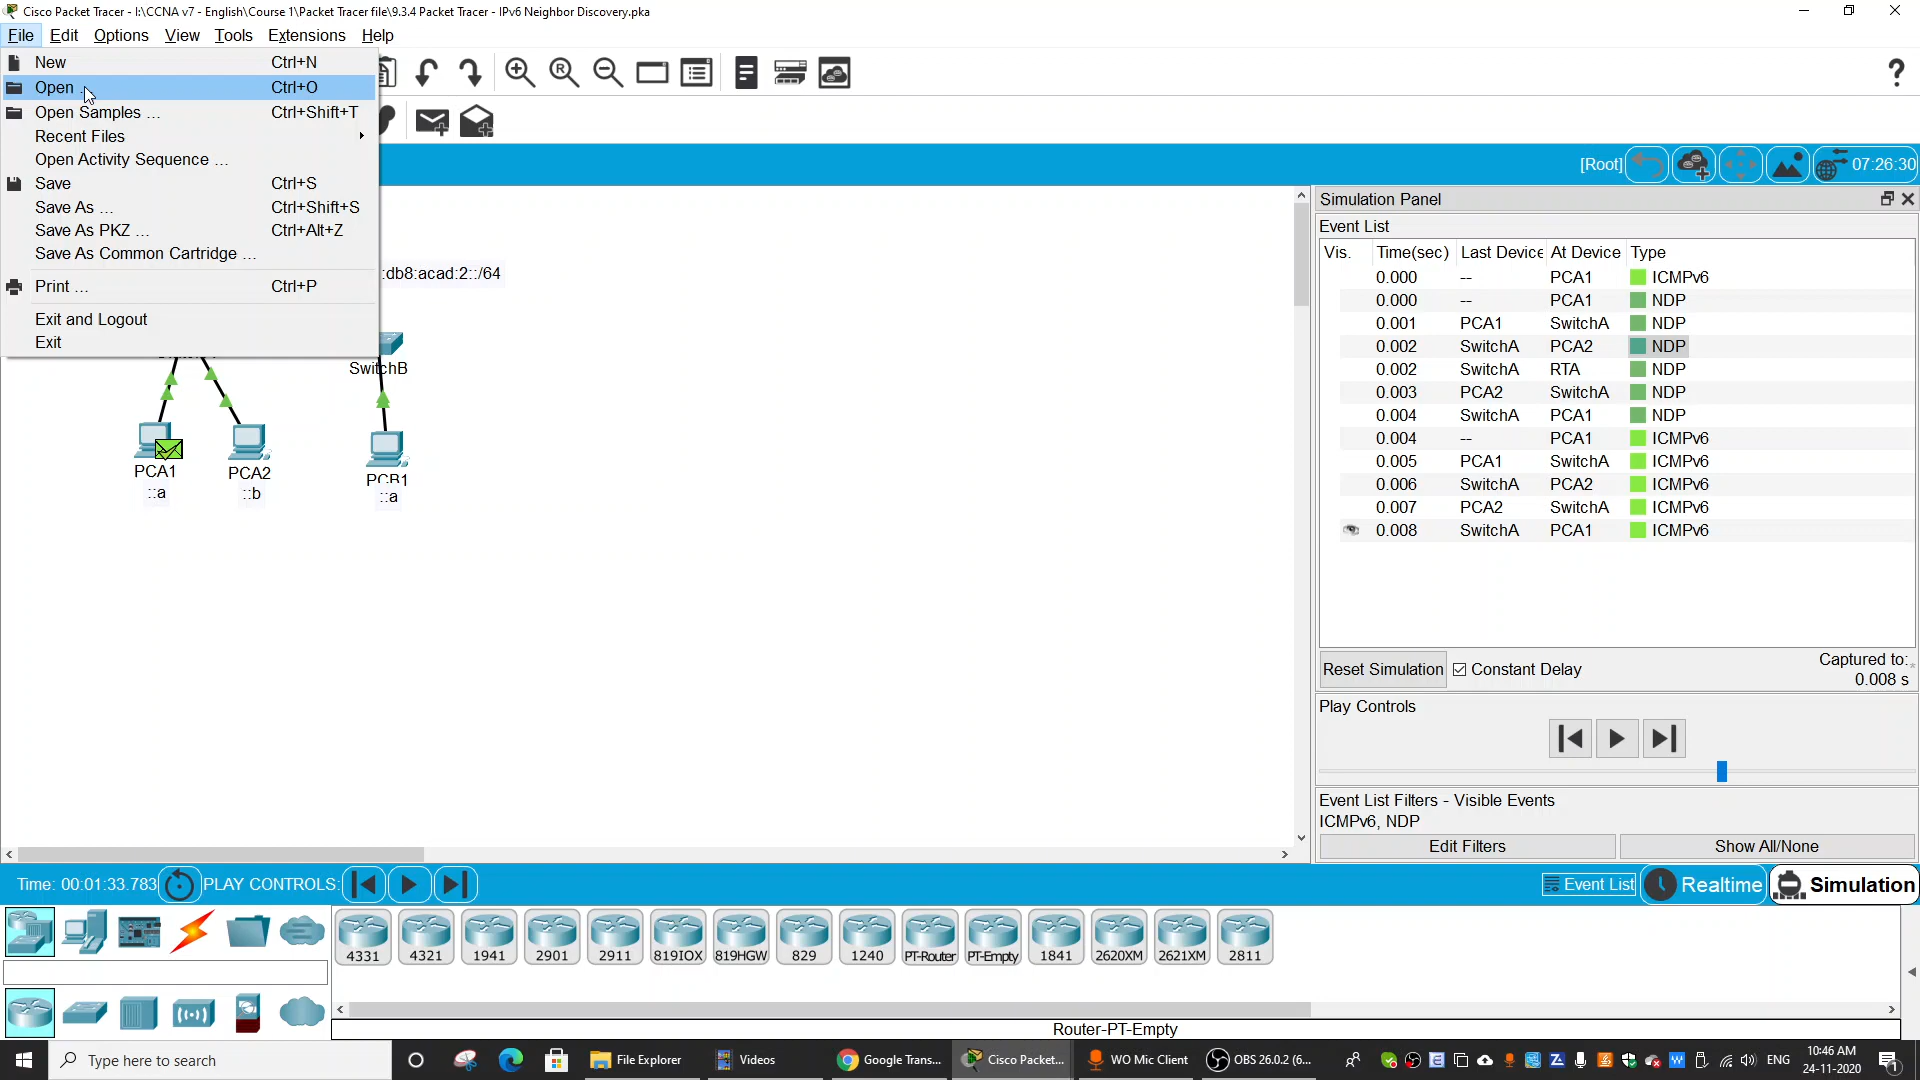 Cisco Packet Tracer - I:\CCNA v7 - English\Course 1\Packet Tracer file\9.3.4 Packet Tracer - IPv6 Neighbor Discovery.pka
File Edit Options View Tools Extensions Help
New Ctrl+N
Open Ctrl+O
Open Samples ... Ctrl+Shift+T
Recent Files
Open Activity Sequence ...
Save Ctrl+S
Save As ... Ctrl+Shift+S
Save As PKZ ... Ctrl+Alt+Z
Save As Common Cartridge ...
Print ... Ctrl+P
Exit and Logout
Exit
[Root] 07:26:30
:db8:acad:2::/64
SwitchB
PCA1
::a
PCA2
::b
PCB1
::a
Simulation Panel
Event List
Vis. Time(sec) Last Device At Device Type
0.000 -- PCA1 ICMPv6
0.000 -- PCA1 NDP
0.001 PCA1 SwitchA NDP
0.002 SwitchA PCA2 NDP
0.002 SwitchA RTA NDP
0.003 PCA2 SwitchA NDP
0.004 SwitchA PCA1 NDP
0.004 -- PCA1 ICMPv6
0.005 PCA1 SwitchA ICMPv6
0.006 SwitchA PCA2 ICMPv6
0.007 PCA2 SwitchA ICMPv6
0.008 SwitchA PCA1 ICMPv6
Reset Simulation Constant Delay Captured to:
0.008 s
Play Controls
Event List Filters - Visible Events
ICMPv6, NDP
Edit Filters Show All/None
Time: 00:01:33.783 PLAY CONTROLS: Event List Realtime Simulation
4331 4321 1941 2901 2911 819IOX 819HGW 829 1240 PT-Router PT-Empty 1841 2620XM 2621XM 2811
Router-PT-Empty
Type here to search File Explorer Videos Google Trans... Cisco Packet... WO Mic Client OBS 26.0.2 (6... ENG 10:46 AM
24-11-2020